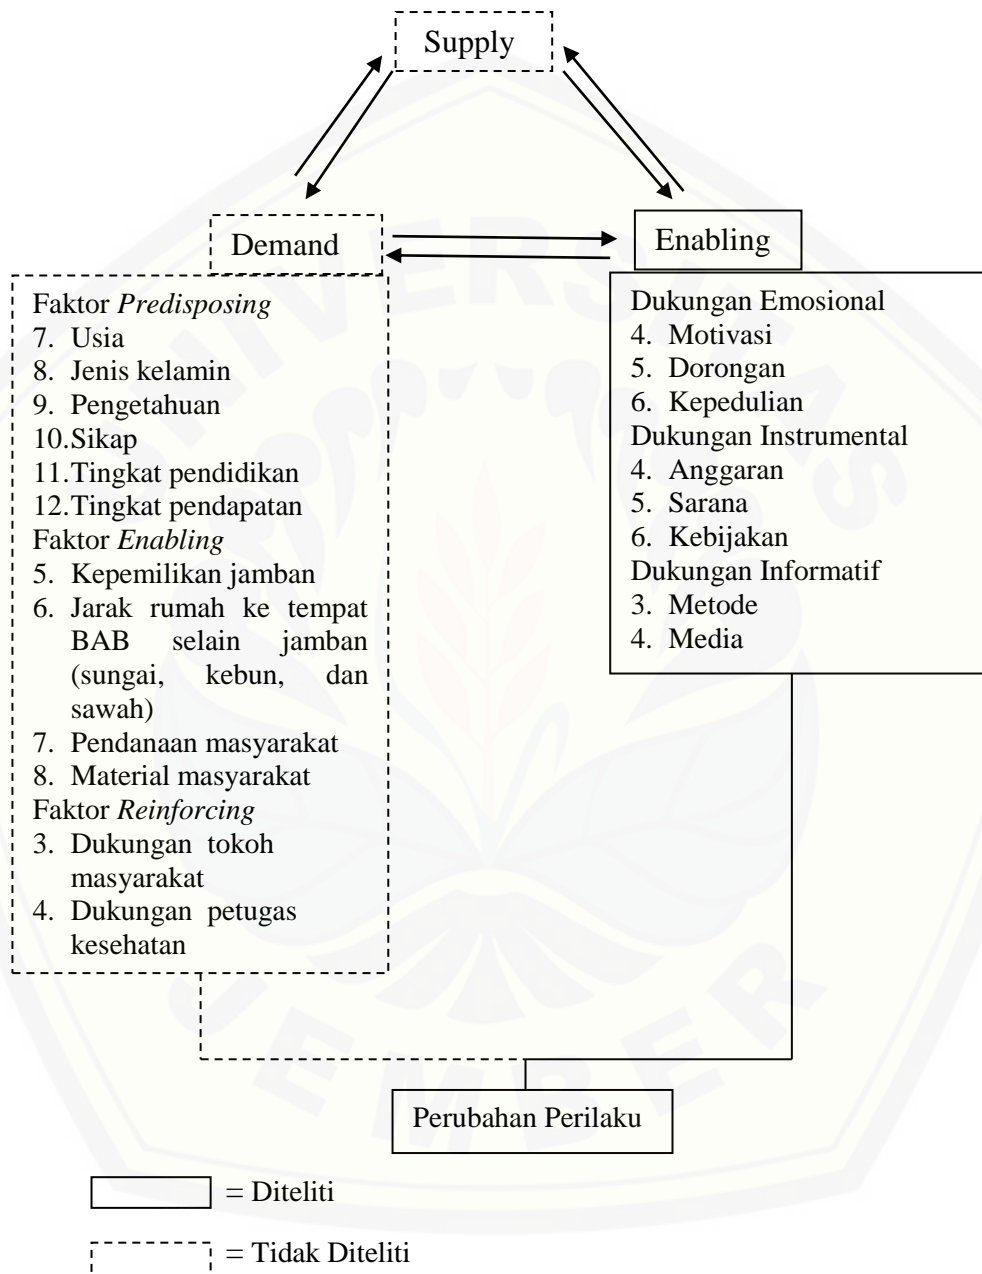 Supply
Demand
Enabling
Faktor Predisposing
7. Usia
8. Jenis kelamin
9. Pengetahuan
10.Sikap
11.Tingkat pendidikan
12.Tingkat pendapatan
Faktor Enabling
5. Kepemilikan jamban
6. Jarak rumah ke tempat
BAB selain jamban
(sungai, kebun, dan
sawah)
7. Pendanaan masyarakat
8. Material masyarakat
Faktor Reinforcing
3. Dukungan tokoh
masyarakat
4. Dukungan petugas
kesehatan
Dukungan Emosional
4. Motivasi
5. Dorongan
6. Kepedulian
Dukungan Instrumental
4. Anggaran
5. Sarana
6. Kebijakan
Dukungan Informatif
3. Metode
4. Media
Perubahan Perilaku
= Diteliti
= Tidak Diteliti
UNIVERSITAS
JEMBER